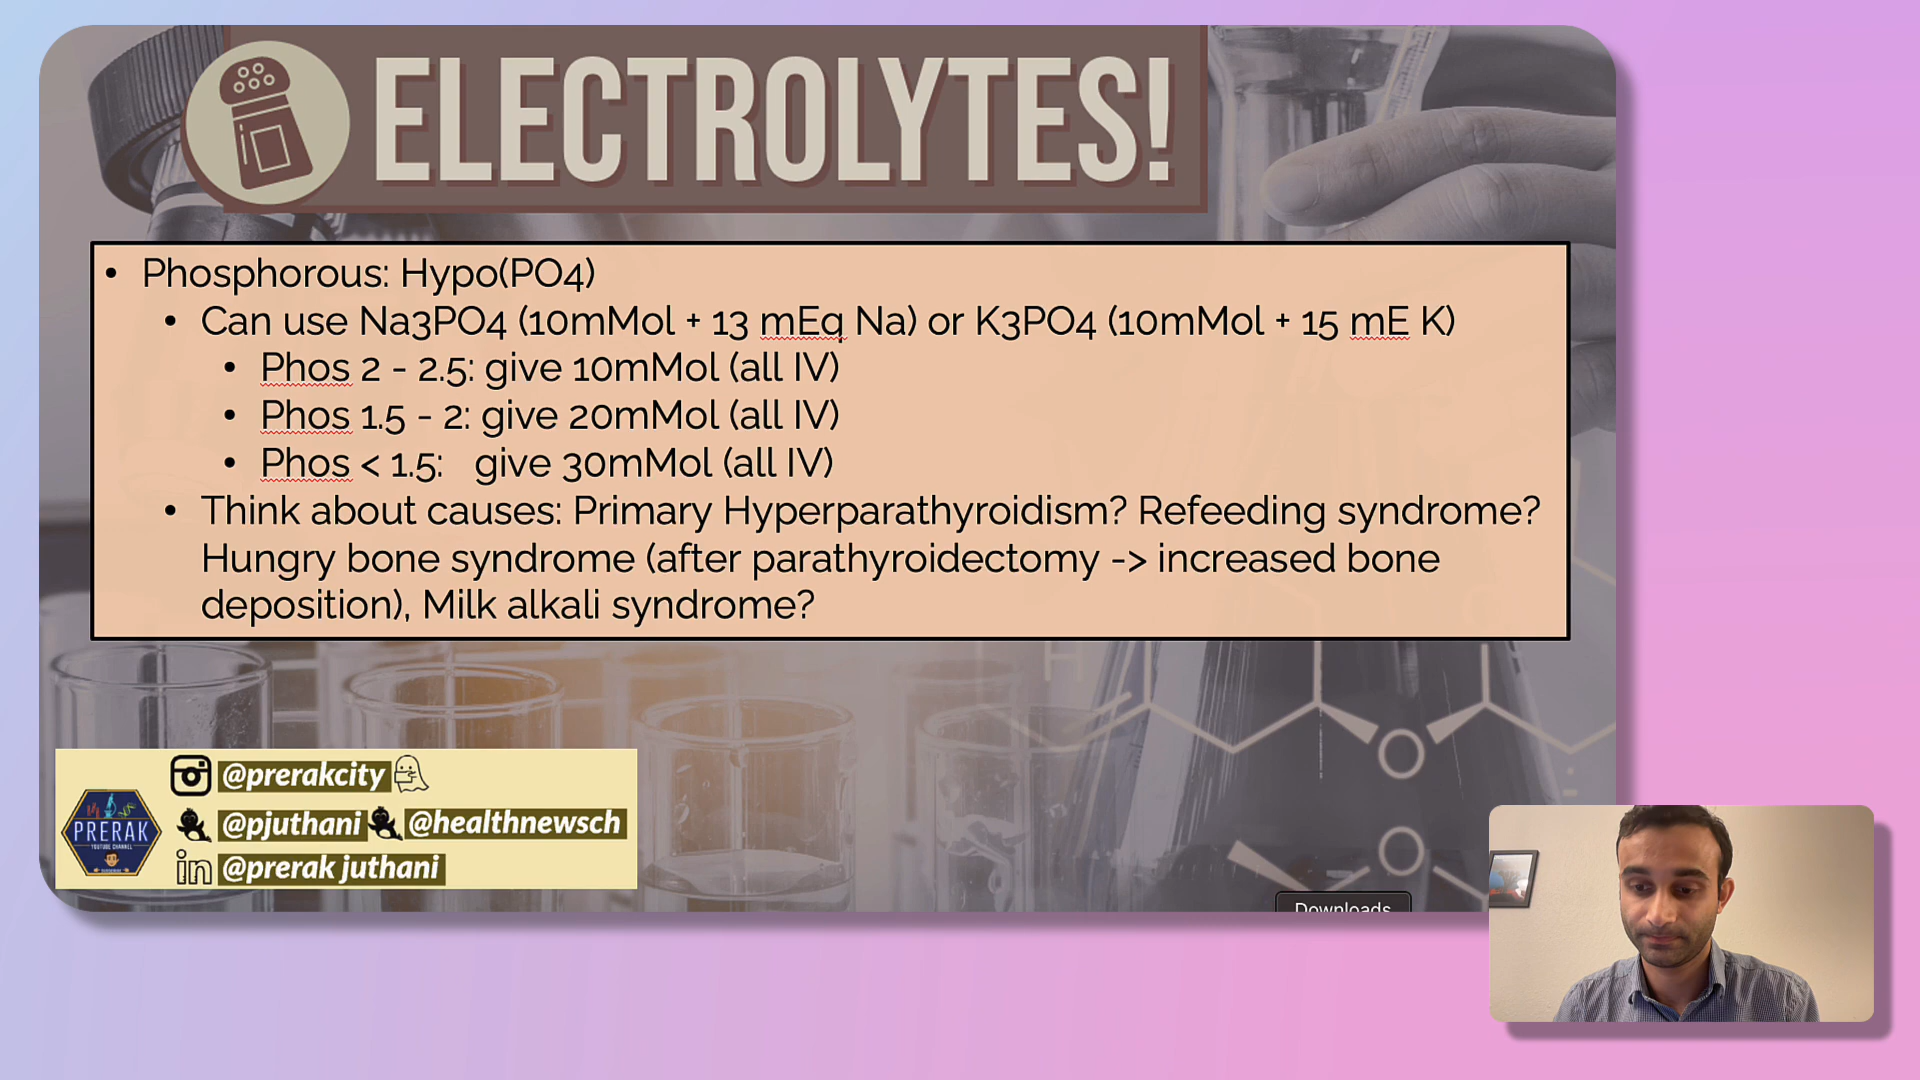 ELECTROLYTES!
• Phosphorous: Hypo(PO4)
• Can use Na3PO4 (10mMol + 13 mEq Na) or K3PO4 (10mMol + 15 mE K)
• Phos 2 - 2.5: give 10mMol (all IV)
• Phos 1.5 - 2: give 20mMol (all IV)
• Phos < 1.5: give 30mMol (all IV)
• Think about causes: Primary Hyperparathyroidism? Refeeding syndrome?
Hungry bone syndrome (after parathyroidectomy -> increased bone
deposition), Milk alkali syndrome?
H
O
O
@prerakcity
@pjuthani @healthnewsch
in @prerak juthani
PRERAK
YOUTUBE CHANNEL
Downloads